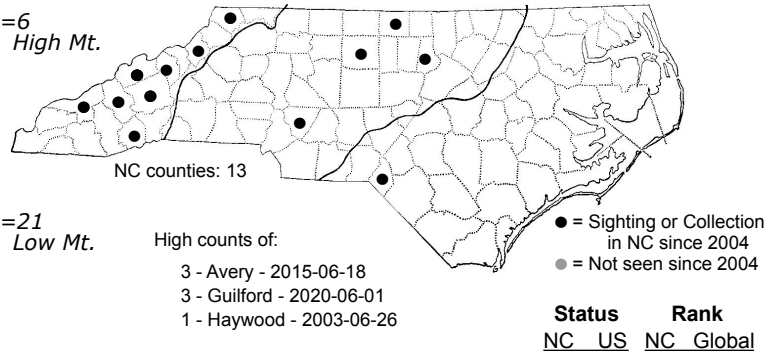 =6
High Mt.
NC counties: 13
=21
Low Mt.
High counts of:
3 - Avery - 2015-06-18
3 - Guilford - 2020-06-01
1 - Haywood - 2003-06-26
● = Sighting or Collection
in NC since 2004
● = Not seen since 2004
Status Rank
NC US NC Global